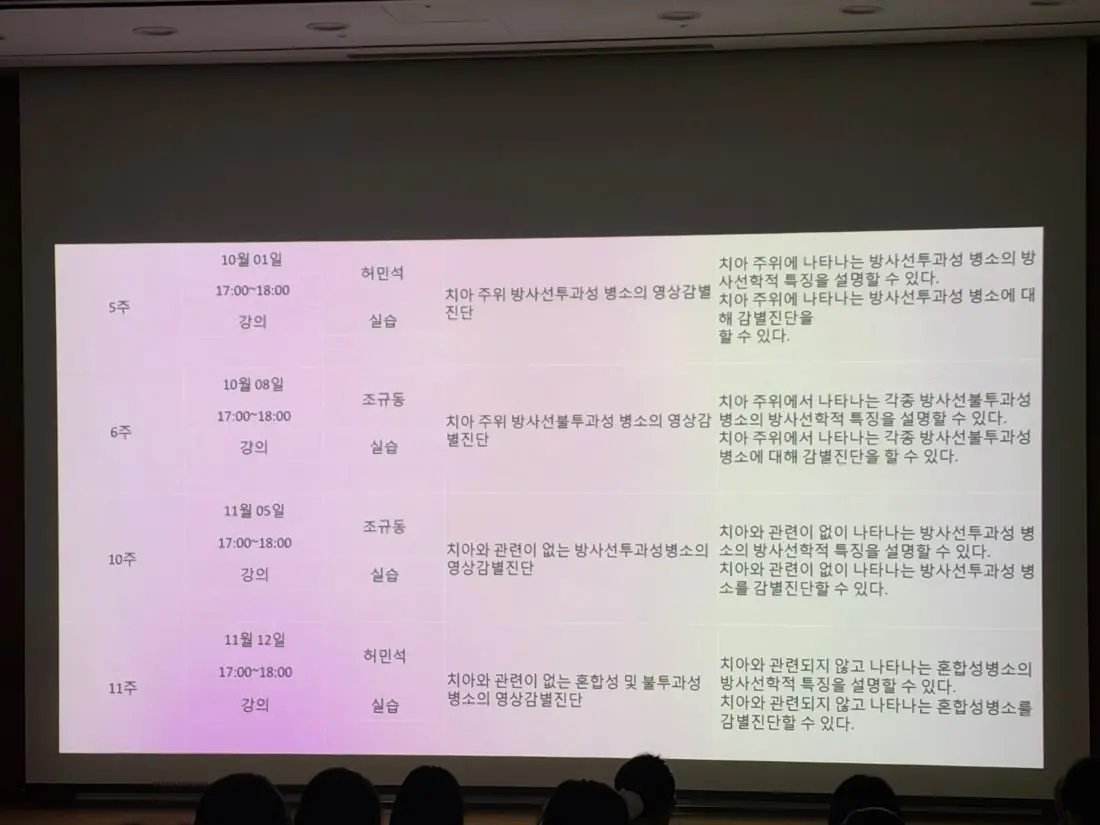 5주
10월 01일
17:00~18:00
강의
허민석
실습
치아 주위 방사선투과성 병소의 영상감별
진단
치아 주위에 나타나는 방사선투과성 병소의 방
사선학적 특징을 설명할 수 있다.
치아 주위에 나타나는 방사선투과성 병소에 대
해 감별진단을
할 수 있다.
6주
10월 08일
17:00~18:00
강의
조규동
실습
치아 주위 방사선불투과성 병소의 영상감
별진단
치아 주위에서 나타나는 각종 방사선불투과성
병소의 방사선학적 특징을 설명할 수 있다.
치아 주위에서 나타나는 각종 방사선불투과성
병소에 대해 감별진단을 할 수 있다.
10주
11월 05일
17:00~18:00
강의
조규동
실습
치아와 관련이 없는 방사선투과성병소의
영상감별진단
치아와 관련이 없이 나타나는 방사선투과성 병
소의 방사선학적 특징을 설명할 수 있다.
치아와 관련이 없이 나타나는 방사선투과성 병
소를 감별진단할 수 있다.
11주
11월 12일
17:00~18:00
강의
허민석
실습
치아와 관련이 없는 혼합성 및 불투과성
병소의 영상감별진단
치아와 관련되지 않고 나타나는 혼합성병소의
방사선학적 특징을 설명할 수 있다.
치아와 관련되지 않고 나타나는 혼합성병소를
감별진단할 수 있다.